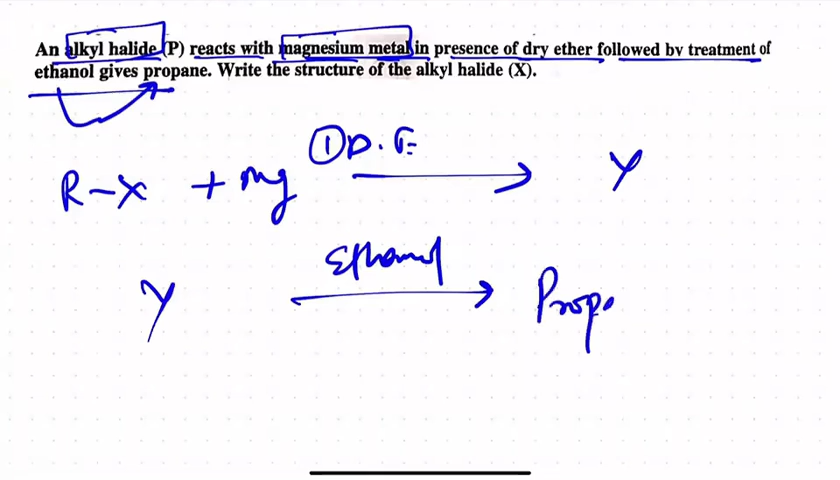 An alkyl halide (P) reacts with magnesium metal in presence of dry ether followed by treatment of
ethanol gives propane. Write the structure of the alkyl halide (X).
① D.E
R-X + Mg → Y
Ethanol
Y → Propa